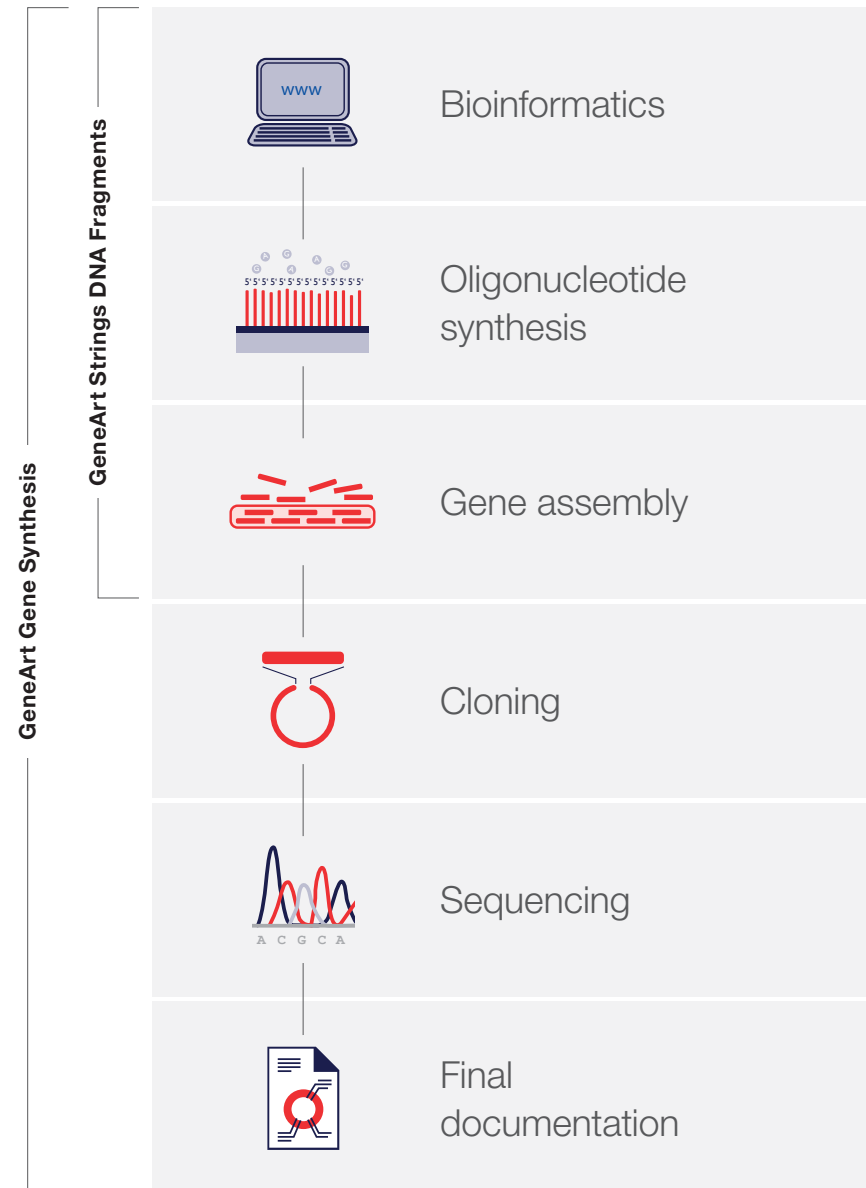 GeneArt Gene Synthesis
GeneArt Strings DNA Fragments
www
Bioinformatics
G A G A A G G
5' 5' 5' 5' 5' 5' 5' 5' 5' 5' 5' 5' 5'
Oligonucleotide
synthesis
Gene assembly
Cloning
A C G C A
Sequencing
Final
documentation